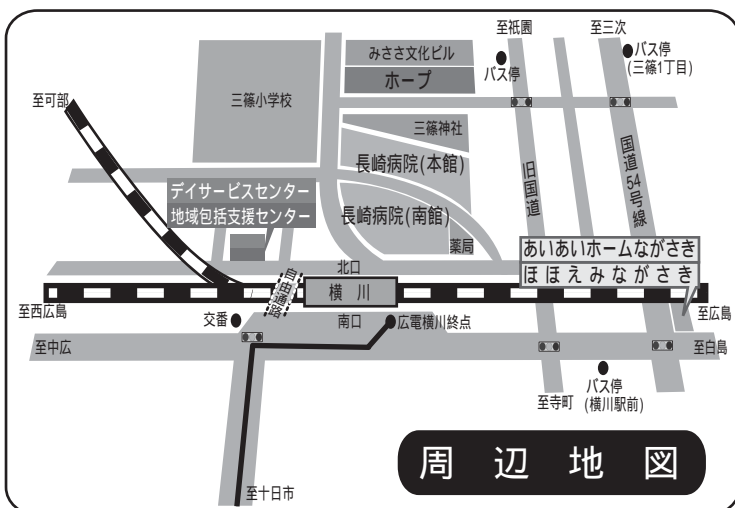 至祇園
至三次
みささ文化ビル
バス停
バス停
(三篠1丁目)
ホープ
至可部
三篠小学校
三篠神社
長崎病院(本館)
国道54号線
旧国道
デイサービスセンター
地域包括支援センター
長崎病院(南館)
薬局
あいあいホームながさき
ほほえみながさき
北口
自由通路
横川
至西広島
至広島
交番
南口
広電横川終点
至中広
至白島
バス停
(横川駅前)
至寺町
周辺地図
至十日市